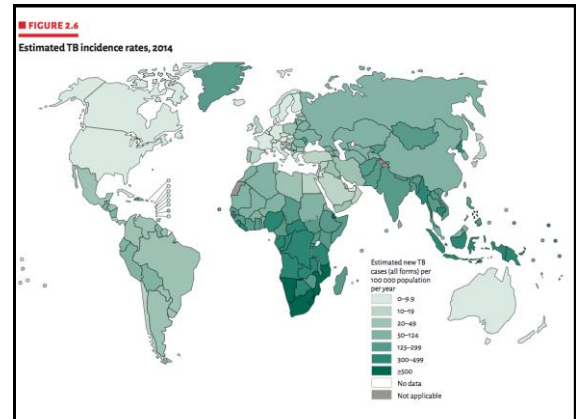 FIGURE 2.6
Estimated TB incidence rates, 2014
Estimated new TB
cases (all forms) per
100 000 population
per year
0–9.9
10–19
20–49
50–124
125–299
300–499
≥500
No data
Not applicable